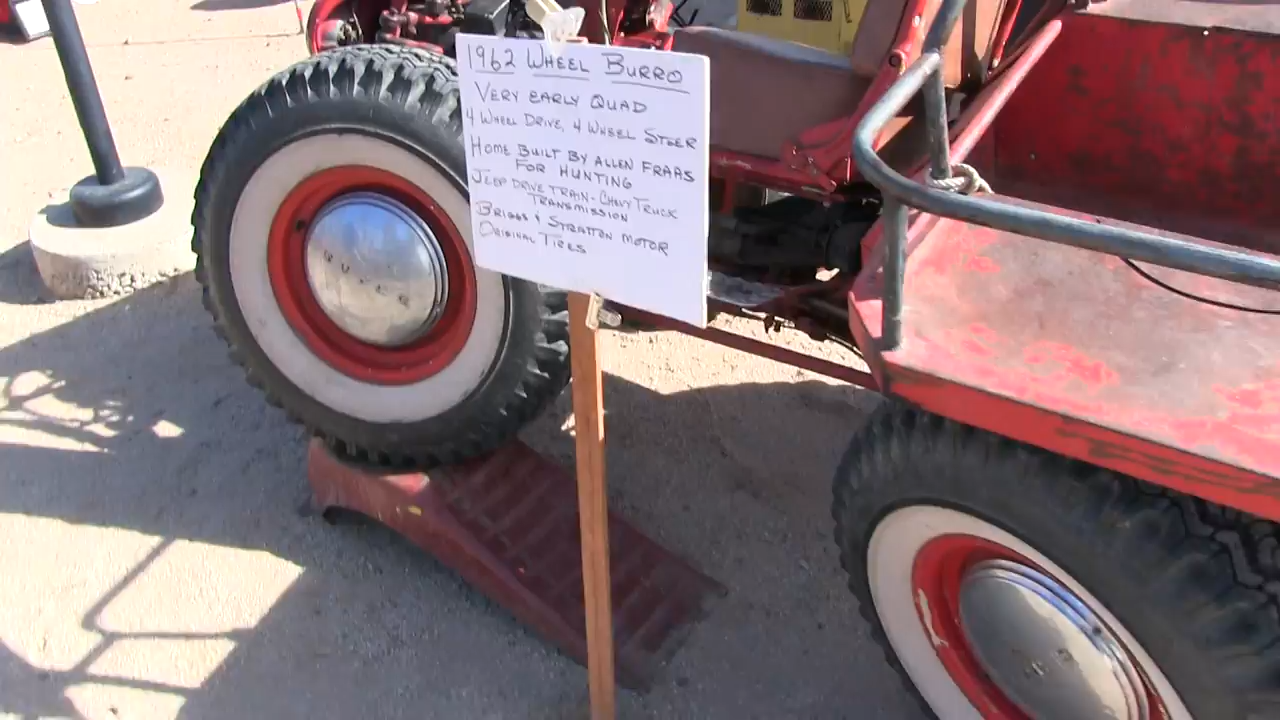 1962 WHEEL BURRO
VERY EARLY QUAD
4 WHEEL DRIVE, 4 WHEEL STEER
HOME BUILT BY ALLEN FRAAS
FOR HUNTING
JEEP DRIVE TRAIN - CHEVY TRUCK
TRANSMISSION
BRIGGS & STRATTON MOTOR
ORIGINAL TIRES